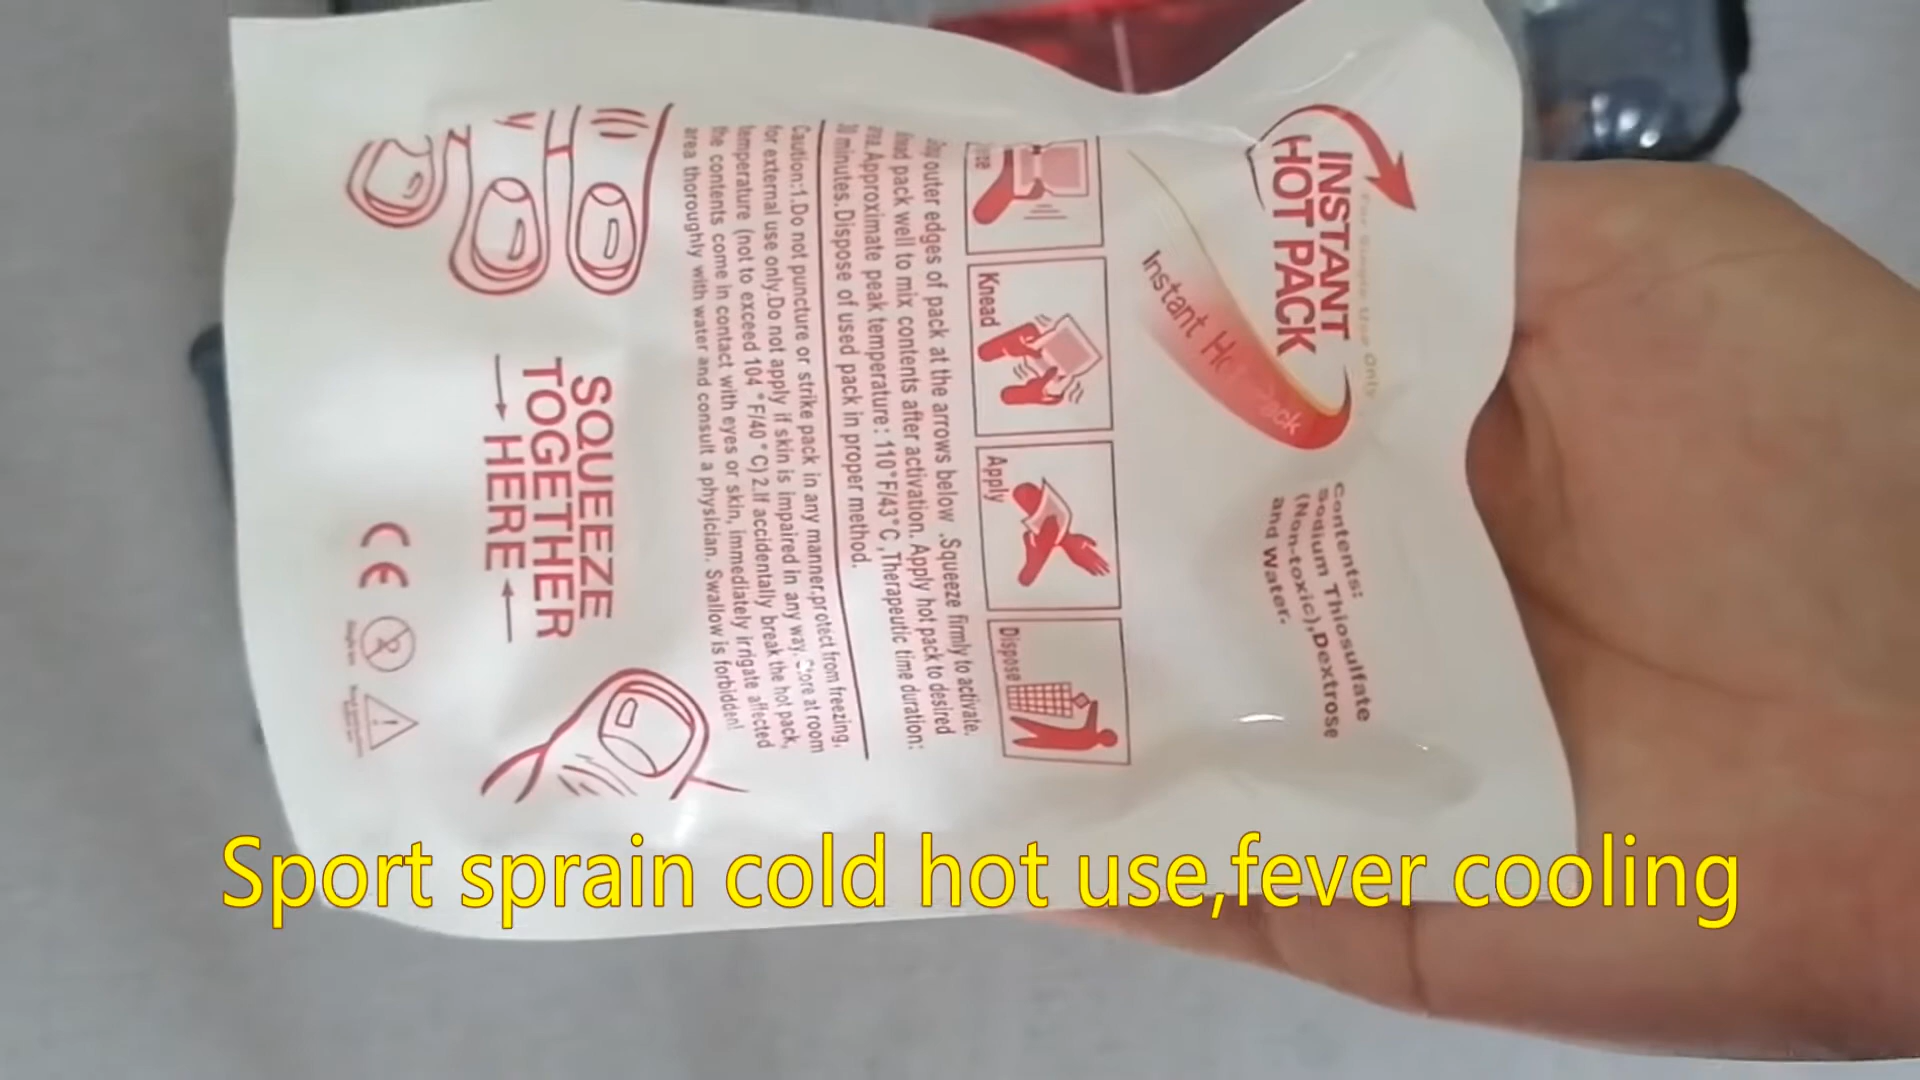 For Single Use Only
INSTANT
HOT PACK
Instant Hot Pack
Contents:
Sodium Thiosulfate
(Non-toxic),Dextrose
and Water.
Knead
Apply
Dispose
outer edges of pack at the arrows below .Squeeze firmly to activate.
pack well to mix contents after activation. Apply hot pack to desired
area.Approximate peak temperature: 110°F/43°C ,Therapeutic time duration:
30 minutes.Dispose of used pack in proper method.
Caution:1.Do not puncture or strike pack in any manner,protect from freezing,
for external use only.Do not apply if skin is impaired in any way. Store at room
temperature (not to exceed 104 °F/40 °C) 2.If accidentally break the hot pack,
the contents come in contact with eyes or skin, immediately irrigate affected
area thoroughly with water and consult a physician. Swallow is forbidden!
SQUEEZE
TOGETHER
HERE
CE
Sport sprain cold hot use,fever cooling